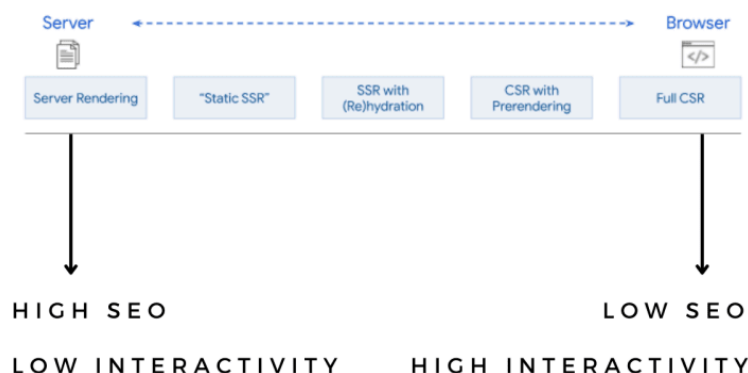 Server
Browser
</>
Server Rendering
"Static SSR"
SSR with
(Re)hydration
CSR with
Prerendering
Full CSR
HIGH SEO
LOW SEO
LOW INTERACTIVITY
HIGH INTERACTIVITY